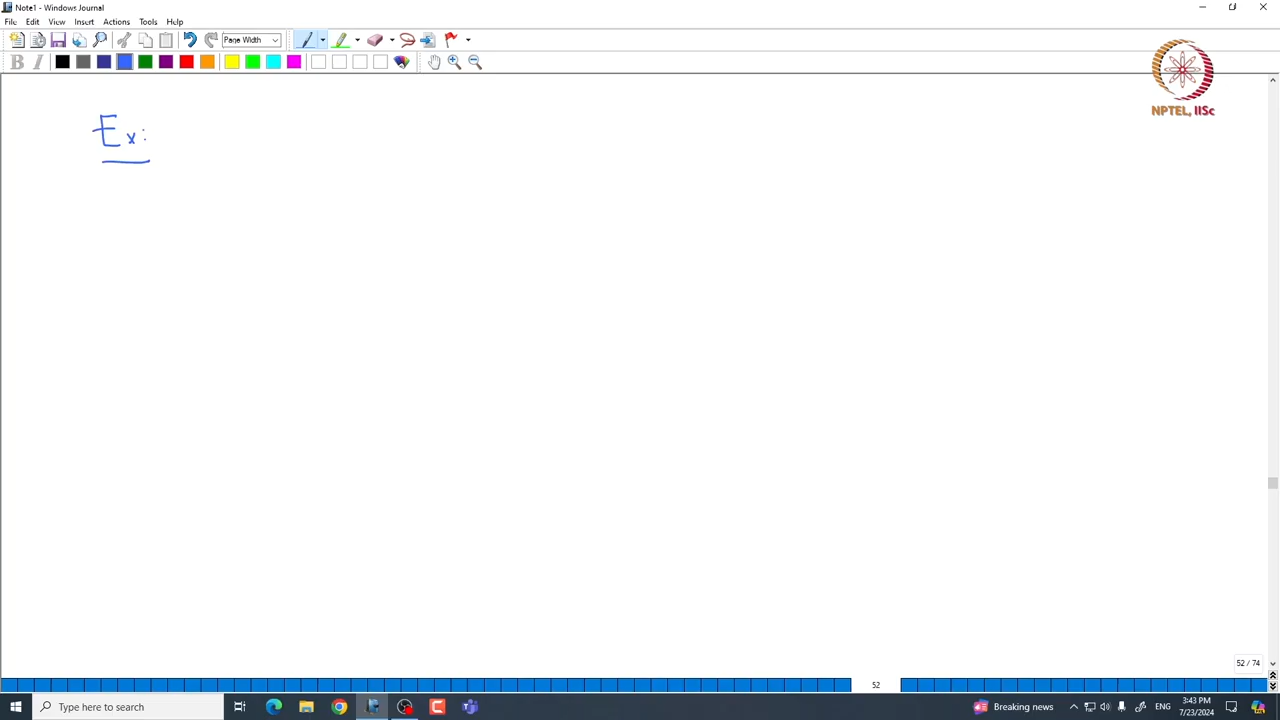 Note1 - Windows Journal
File Edit View Insert Actions Tools Help
Page Width
B I
NPTEL, IISc
Ex:
52 / 74
52
Type here to search
Breaking news
ENG
3:43 PM
7/23/2024